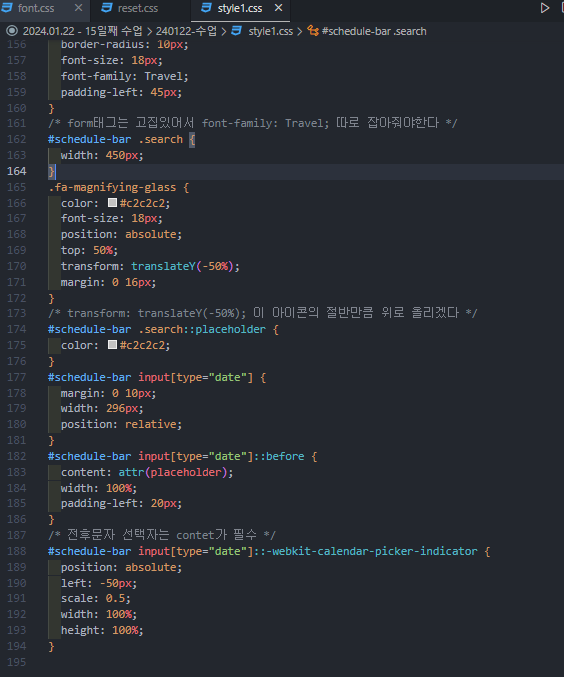 font.css
reset.css
style1.css
2024.01.22 - 15일째 수업 > 240122-수업 > style1.css > #schedule-bar .search
156 border-radius: 10px;
157 font-size: 18px;
158 font-family: Travel;
159 padding-left: 45px;
160 }
161 /* form태그는 고집있어서 font-family: Travel; 따로 잡아줘야한다 */
162 #schedule-bar .search {
163 width: 450px;
164 }
165 .fa-magnifying-glass {
166 color: #c2c2c2;
167 font-size: 18px;
168 position: absolute;
169 top: 50%;
170 transform: translateY(-50%);
171 margin: 0 16px;
172 }
173 /* transform: translateY(-50%); 이 아이콘의 절반만큼 위로 올리겠다 */
174 #schedule-bar .search::placeholder {
175 color: #c2c2c2;
176 }
177 #schedule-bar input[type="date"] {
178 margin: 0 10px;
179 width: 296px;
180 position: relative;
181 }
182 #schedule-bar input[type="date"]::before {
183 content: attr(placeholder);
184 width: 100%;
185 padding-left: 20px;
186 }
187 /* 전후문자 선택자는 contet가 필수 */
188 #schedule-bar input[type="date"]::-webkit-calendar-picker-indicator {
189 position: absolute;
190 left: -50px;
191 scale: 0.5;
192 width: 100%;
193 height: 100%;
194 }
195